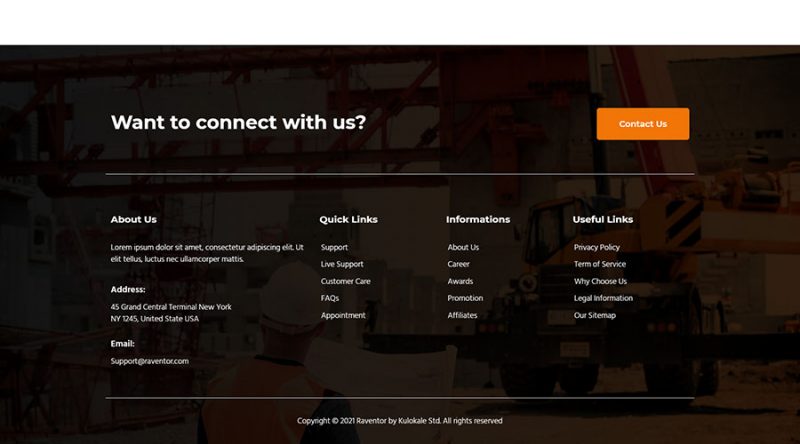 Want to connect with us?
Contact Us
About Us
Lorem ipsum dolor sit amet, consectetur adipiscing elit. Ut
elit tellus, luctus nec ullamcorper mattis.
Address:
45 Grand Central Terminal New York
NY 1245, United State USA
Email:
Support@raventor.com
Quick Links
Support
Live Support
Customer Care
FAQs
Appointment
Informations
About Us
Career
Awards
Promotion
Affiliates
Useful Links
Privacy Policy
Term of Service
Why Choose Us
Legal Information
Our Sitemap
Copyright © 2021 Raventor by Kulokale Std. All rights reserved